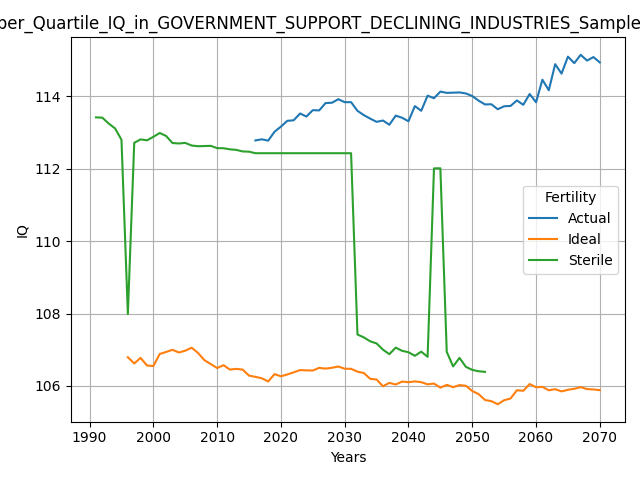 per_Quartile_IQ_in_GOVERNMENT_SUPPORT_DECLINING_INDUSTRIES_Sample
IQ
114
112
110
108
106
Fertility
Actual
Ideal
Sterile
1990 2000 2010 2020 2030 2040 2050 2060 2070
Years